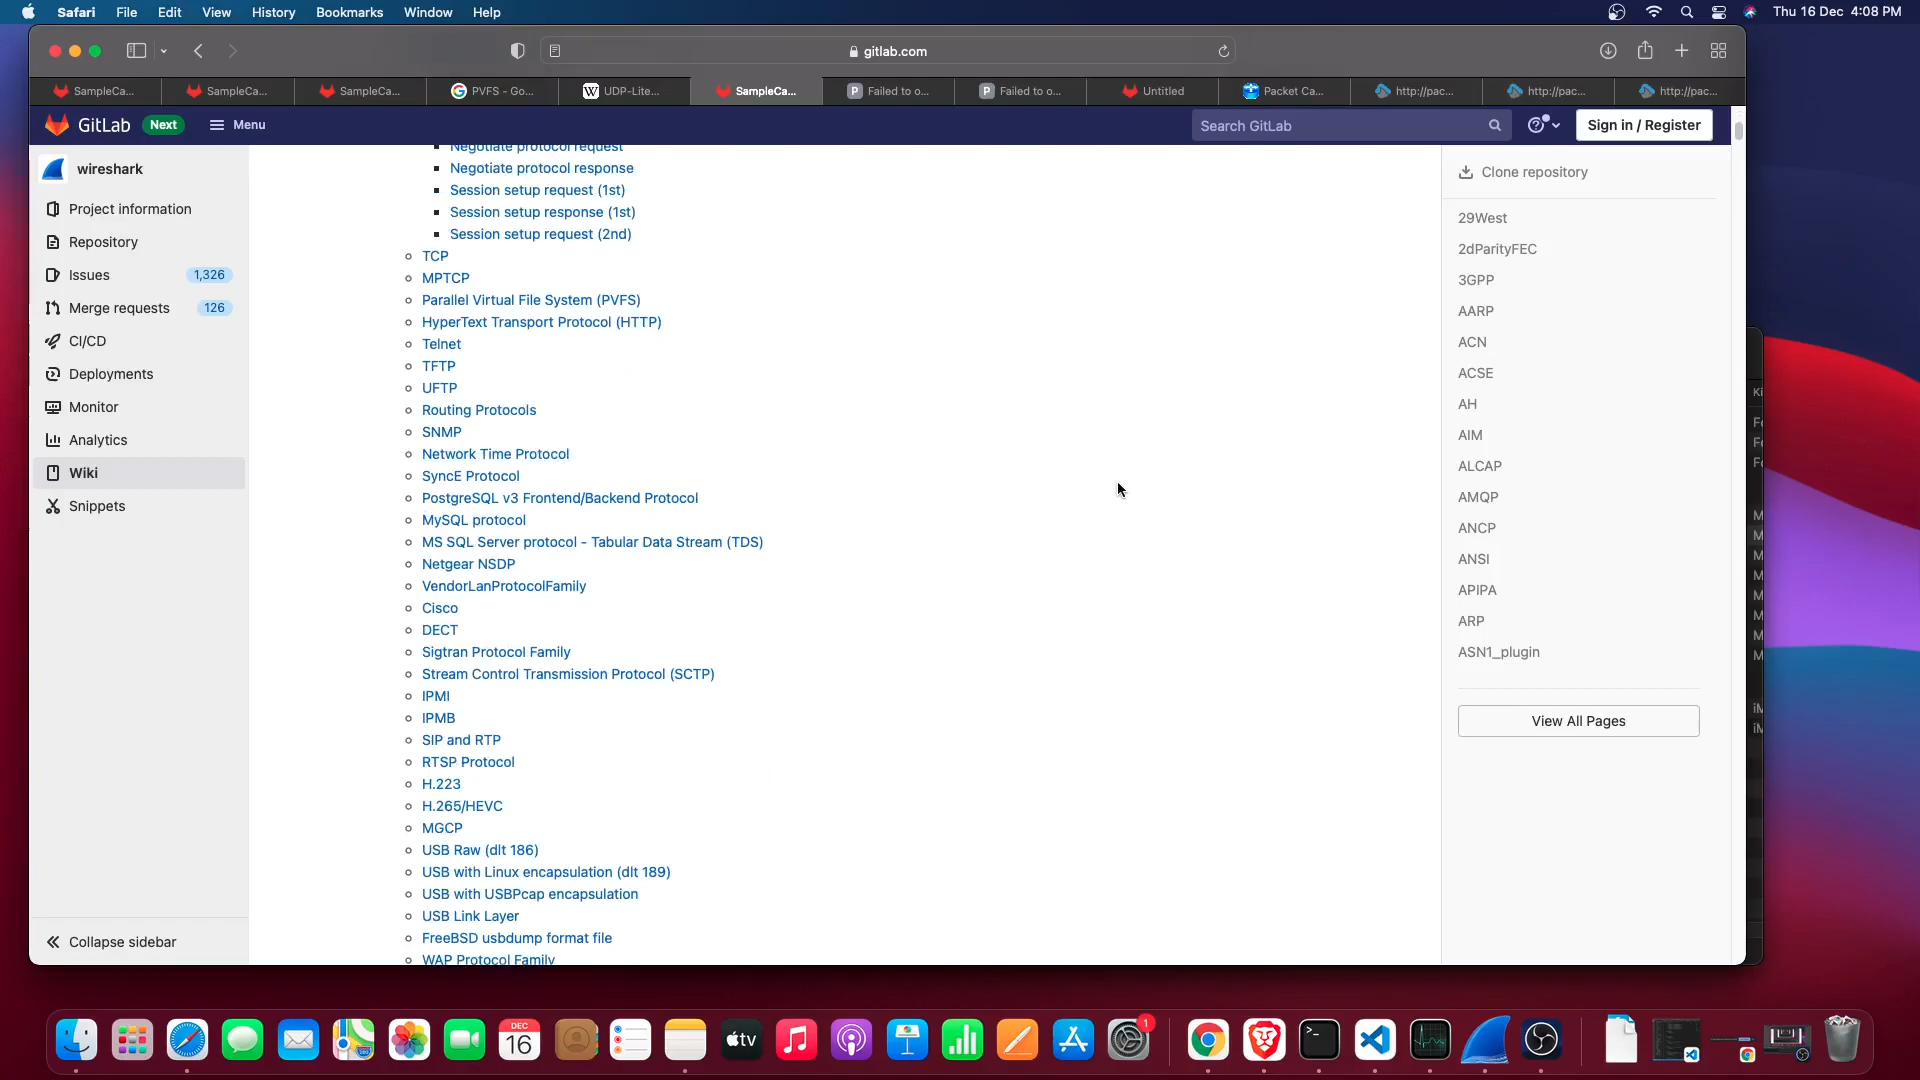 Safari File Edit View History Bookmarks Window Help
Thu 16 Dec 4:08 PM
gitlab.com
SampleCa...
SampleCa...
SampleCa...
PVFS - Go...
UDP-Lite...
SampleCa...
Failed to o...
Failed to o...
Untitled
Packet Ca...
http://pac...
http://pac...
http://pac...
GitLab Next Menu
Search GitLab
Sign in / Register
wireshark
Project information
Repository
Issues 1,326
Merge requests 126
CI/CD
Deployments
Monitor
Analytics
Wiki
Snippets
Collapse sidebar
Negotiate protocol request
Negotiate protocol response
Session setup request (1st)
Session setup response (1st)
Session setup request (2nd)
TCP
MPTCP
Parallel Virtual File System (PVFS)
HyperText Transport Protocol (HTTP)
Telnet
TFTP
UFTP
Routing Protocols
SNMP
Network Time Protocol
SyncE Protocol
PostgreSQL v3 Frontend/Backend Protocol
MySQL protocol
MS SQL Server protocol - Tabular Data Stream (TDS)
Netgear NSDP
VendorLanProtocolFamily
Cisco
DECT
Sigtran Protocol Family
Stream Control Transmission Protocol (SCTP)
IPMI
IPMB
SIP and RTP
RTSP Protocol
H.223
H.265/HEVC
MGCP
USB Raw (dlt 186)
USB with Linux encapsulation (dlt 189)
USB with USBPcap encapsulation
USB Link Layer
FreeBSD usbdump format file
WAP Protocol Family
Clone repository
29West
2dParityFEC
3GPP
AARP
ACN
ACSE
AH
AIM
ALCAP
AMQP
ANCP
ANSI
APIPA
ARP
ASN1_plugin
View All Pages
DEC
16
tv
1